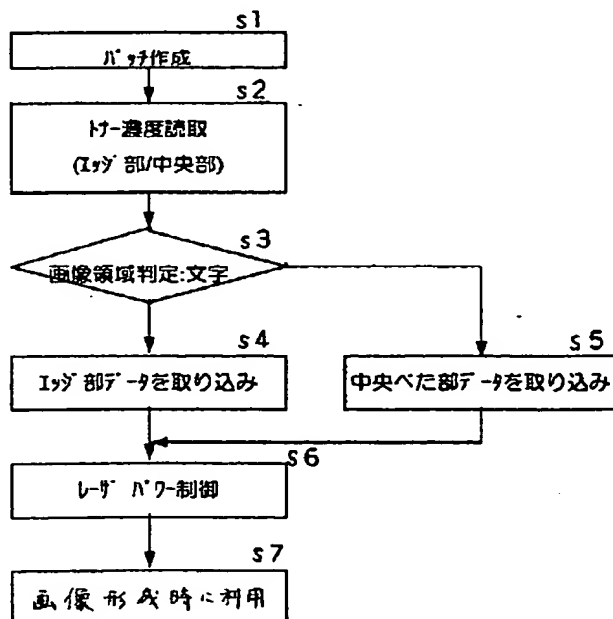 s1
パッチ作成
s2
トナー濃度読取
(エッジ部/中央部)
s3
画像領域判定:文字
s4
エッジ部データを取り込み
s5
中央べた部データを取り込み
s6
レーザパワー制御
s7
画像形成時に利用